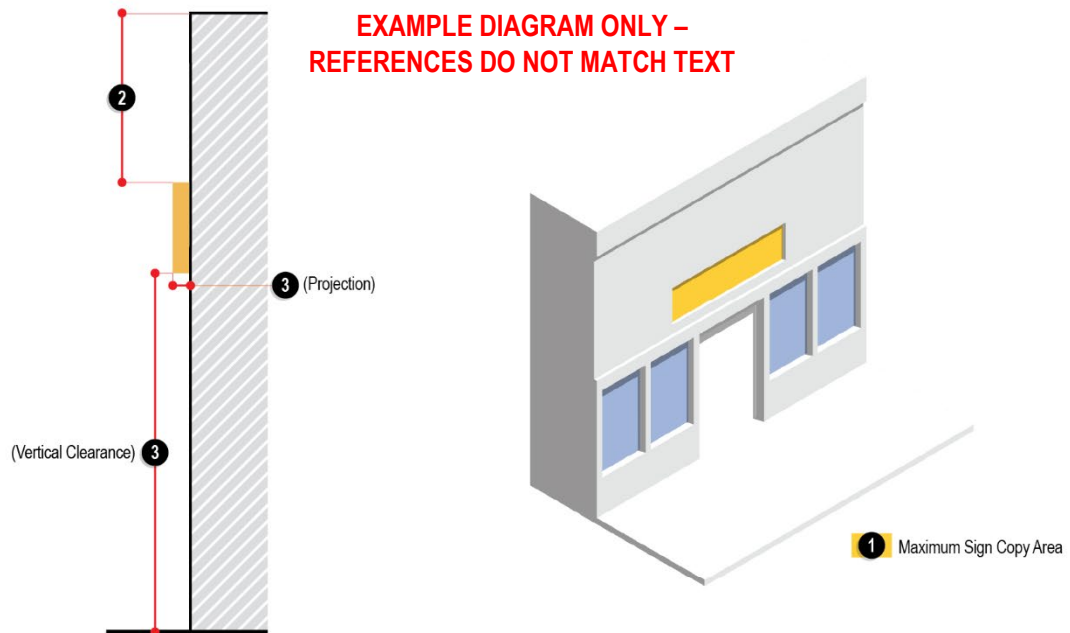 EXAMPLE DIAGRAM ONLY –
REFERENCES DO NOT MATCH TEXT
2
3 (Projection)
(Vertical Clearance) 3
1 Maximum Sign Copy Area